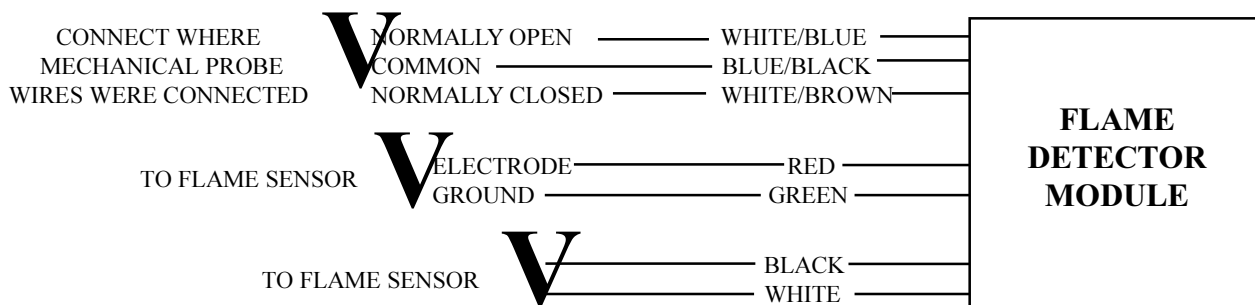 CONNECT WHERE
MECHANICAL PROBE
WIRES WERE CONNECTED
V
NORMALLY OPEN WHITE/BLUE
COMMON BLUE/BLACK
NORMALLY CLOSED WHITE/BROWN
TO FLAME SENSOR
V
ELECTRODE RED
GROUND GREEN
TO FLAME SENSOR
V
BLACK
WHITE
FLAME
DETECTOR
MODULE